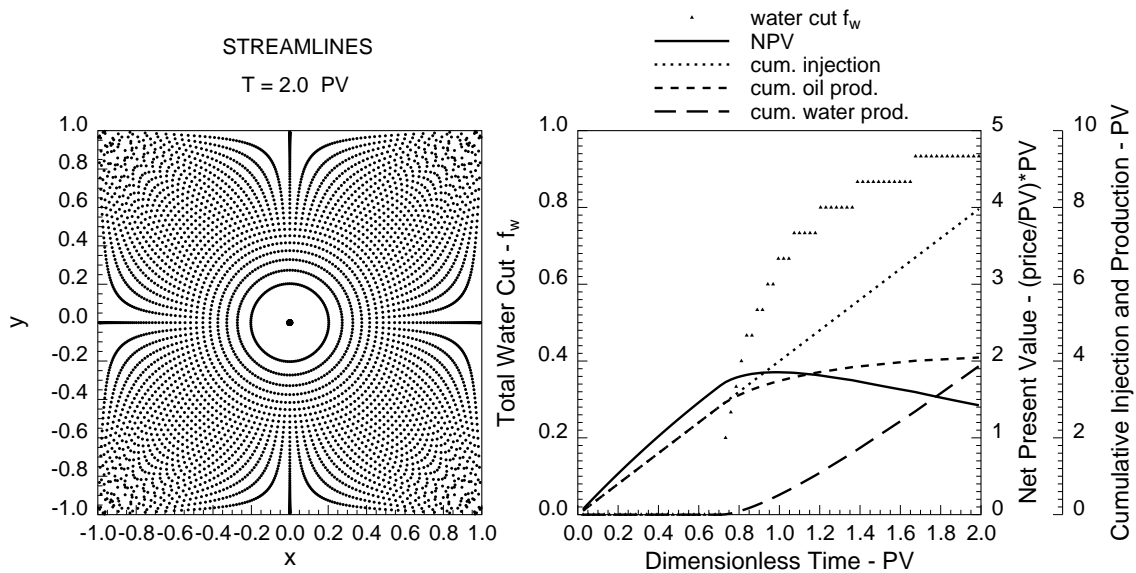 STREAMLINES
T = 2.0 PV
1.0
0.8
0.6
0.4
0.2
0.0
-0.2
-0.4
-0.6
-0.8
-1.0
y
-1.0 -0.8 -0.6 -0.4 -0.2 0.0 0.2 0.4 0.6 0.8 1.0
x
water cut fw
NPV
cum. injection
cum. oil prod.
cum. water prod.
Total Water Cut - fw
1.0
0.8
0.6
0.4
0.2
0.0
0.0 0.2 0.4 0.6 0.8 1.0 1.2 1.4 1.6 1.8 2.0
Dimensionless Time - PV
5
4
3
2
1
0
Net Present Value - (price/PV)*PV
10
8
6
4
2
0
Cumulative Injection and Production - PV